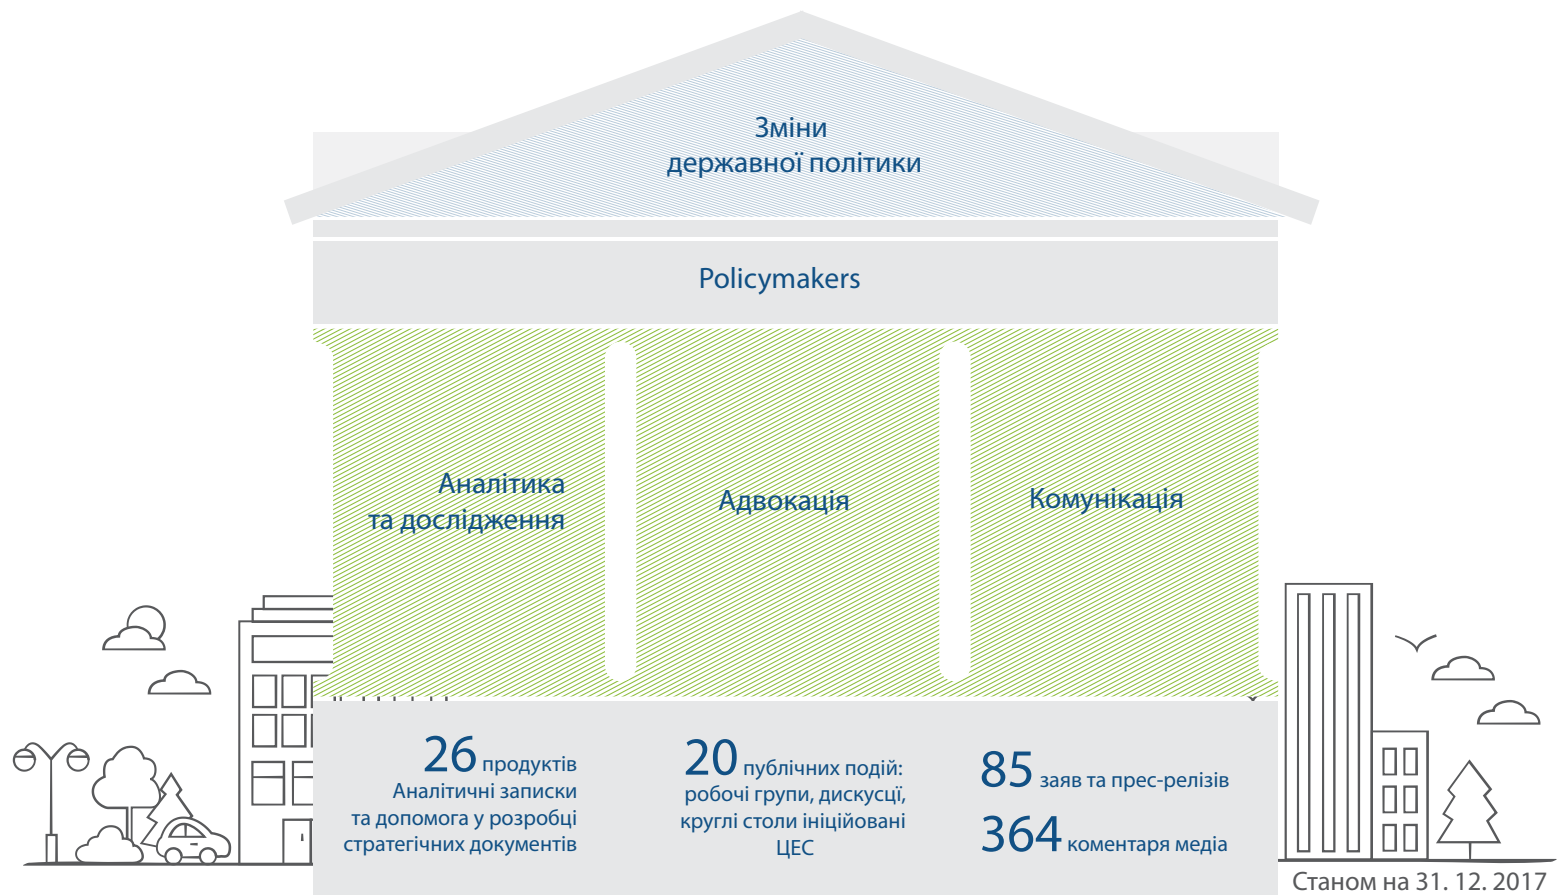 Зміни
державної політики
Policymakers
Аналітика
та дослідження
Адвокація
Комунікація
26 продуктів
Аналітичні записки
та допомога у розробці
стратегічних документів
20 публічних подій:
робочі групи, дискусції,
круглі столи ініційовані
ЦЕС
85 заяв та прес-релізів
364 коментаря медіа
Станом на 31. 12. 2017